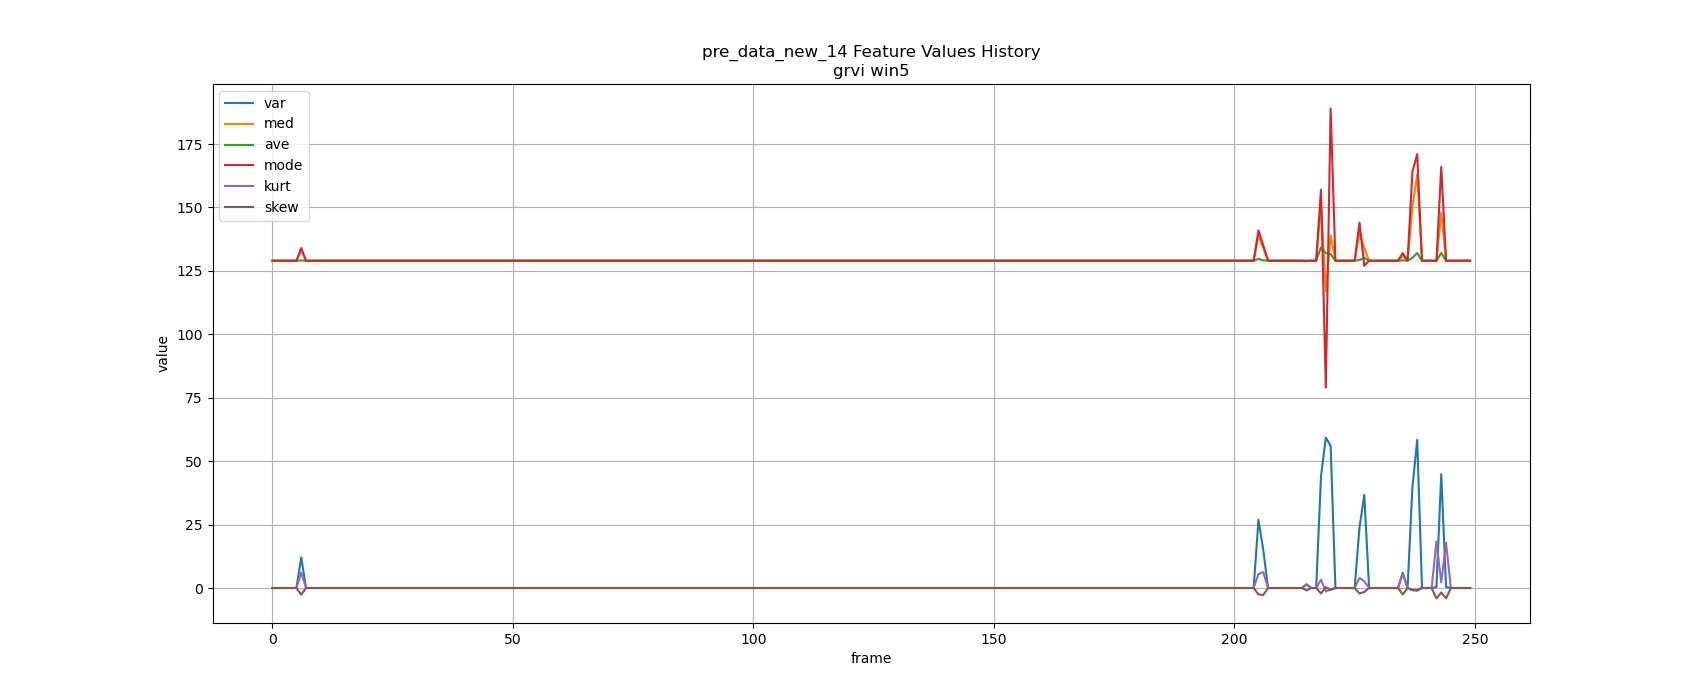 pre_data_new_14 Feature Values History
grvi win5
var
med
ave
mode
kurt
skew
175
150
125
100
75
50
25
0
value
0 50 100 150 200 250
frame